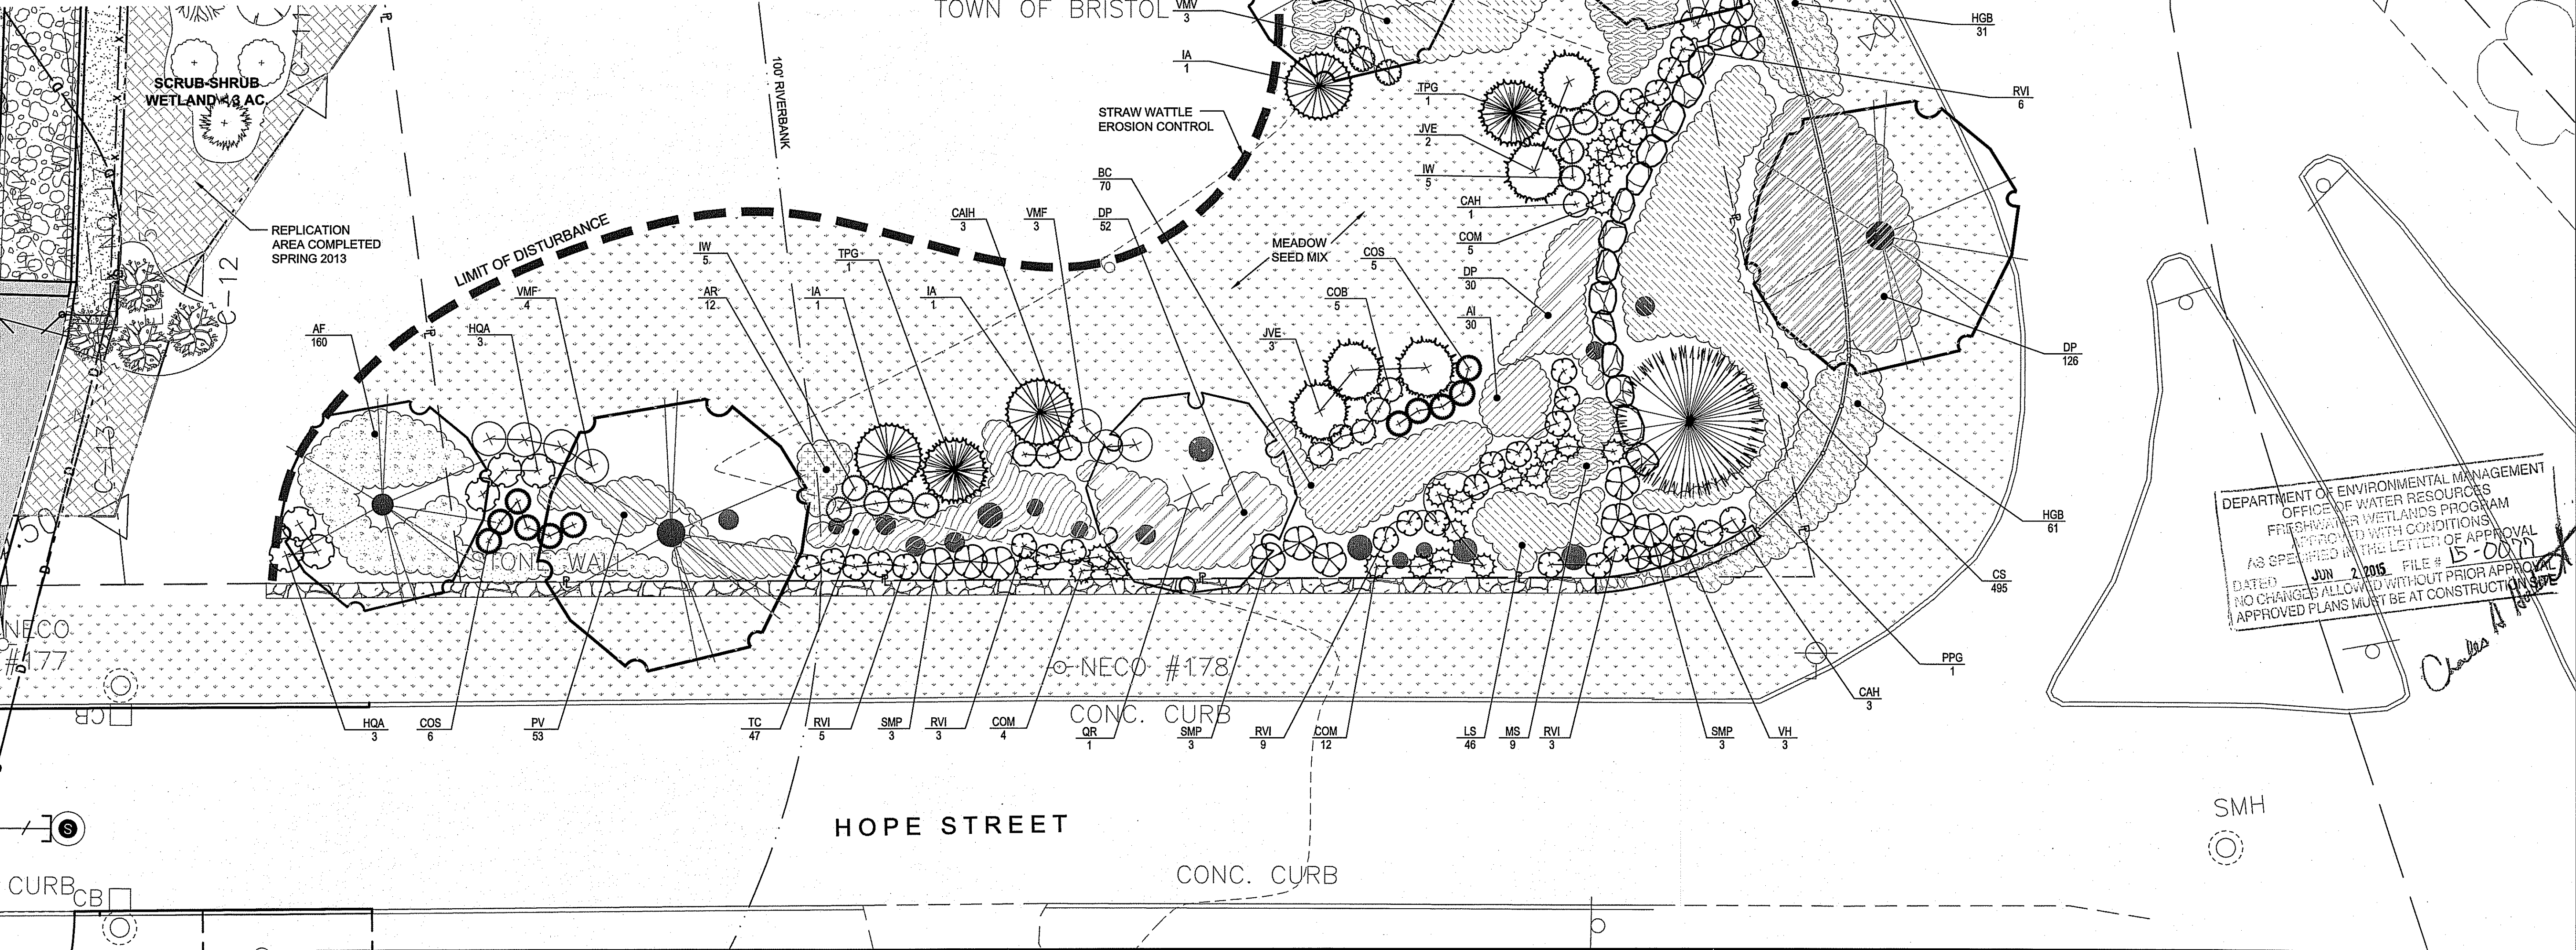 TOWN OF BRISTOL
VMV
3
HGB
31
IA
1
SCRUB-SHRUB
WETLAND
AC.
100' RIVERBANK
STRAW WATTLE
EROSION CONTROL
TPG
1
RVI
6
JVE
2
BC
70
IW
5
CAH
1
COM
5
DP
30
AI
30
REPLICATION
AREA COMPLETED
SPRING 2013
C-12
C-13
LIMIT OF DISTURBANCE
CAIH
3
VMF
3
DP
52
MEADOW
SEED MIX
COS
5
COB
5
JVE
3
IW
5
TPG
1
AR
12
IA
1
IA
1
VMF
4
HQA
3
AF
160
DP
126
HGB
61
CS
495
PPG
1
CAH
3
STONE WALL
NECO
#177
NECO #178
CONC. CURB
CB
HQA
3
COS
6
PV
53
TC
47
RVI
5
SMP
3
RVI
3
COM
4
QR
1
SMP
3
RVI
9
COM
12
LS
46
MS
9
RVI
3
SMP
3
VH
3
DEPARTMENT OF ENVIRONMENTAL MANAGEMENT
OFFICE OF WATER RESOURCES
FRESHWATER WETLANDS PROGRAM
APPROVED WITH CONDITIONS
AS SPECIFIED IN THE LETTER OF APPROVAL
DATED JUN 2 2015 FILE # 15-0077
NO CHANGES ALLOWED WITHOUT PRIOR APPROVAL
APPROVED PLANS MUST BE AT CONSTRUCTION SITE
Charles A
HOPE STREET
S
SMH
CONC. CURB
CURB
CB